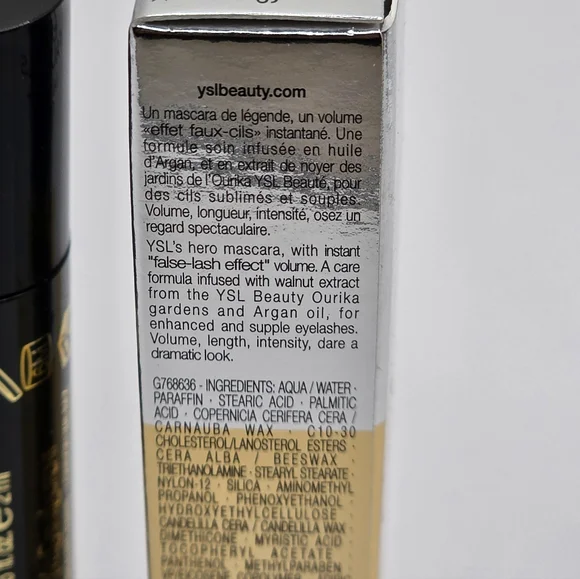 yslbeauty.com
Un mascara de légende, un volume
«effet faux-cils» instantané. Une
formule soin infusée en huile
d'Argan, et en extrait de noyer des
jardins de l'Ourika YSL Beauté, pour
des cils sublimés et souples.
Volume, longueur, intensité, osez un
regard spectaculaire.
YSL's hero mascara, with instant
"false-lash effect" volume. A care
formula infused with walnut extract
from the YSL Beauty Ourika
gardens and Argan oil, for
enhanced and supple eyelashes.
Volume, length, intensity, dare a
dramatic look.
G768636 - INGREDIENTS: AQUA / WATER ·
PARAFFIN · STEARIC ACID · PALMITIC
ACID · COPERNICIA CERIFERA CERA /
CARNAUBA WAX · C10-30
CHOLESTEROL/LANOSTEROL ESTERS ·
CERA ALBA / BEESWAX ·
TRIETHANOLAMINE · STEARYL STEARATE ·
NYLON-12 · SILICA · AMINOMETHYL
PROPANOL · PHENOXYETHANOL ·
HYDROXYETHYLCELLULOSE ·
CANDELILLA CERA / CANDELILLA WAX ·
DIMETHICONE · MYRISTIC ACID ·
TOCOPHERYL ACETATE ·
PANTHENOL · METHYLPARABEN